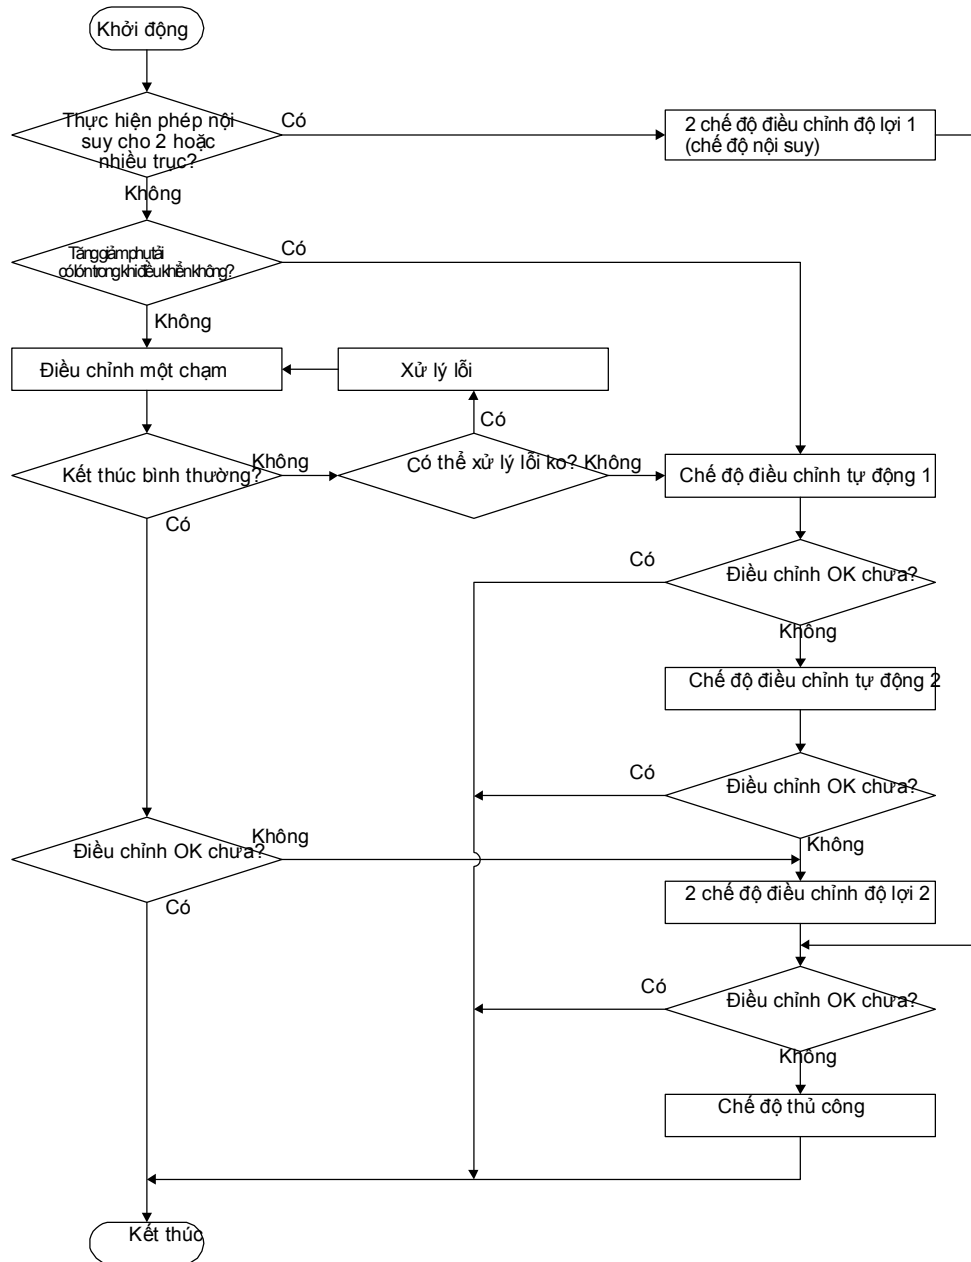 Khởi động
Thực hiện phép nội
suy cho 2 hoặc
nhiều trục?
Có
2 chế độ điều chỉnh độ lợi 1
(chế độ nội suy)
Không
Tăng giảm phụ tải
có lớn trong khi điều khiển không?
Có
Không
Điều chỉnh một chạm
Xử lý lỗi
Có
Kết thúc bình thường?
Không
Có thể xử lý lỗi ko?
Không
Chế độ điều chỉnh tự động 1
Có
Có
Điều chỉnh OK chưa?
Không
Chế độ điều chỉnh tự động 2
Có
Điều chỉnh OK chưa?
Không
Điều chỉnh OK chưa?
Không
Có
2 chế độ điều chỉnh độ lợi 2
Có
Điều chỉnh OK chưa?
Không
Chế độ thủ công
Kết thúc